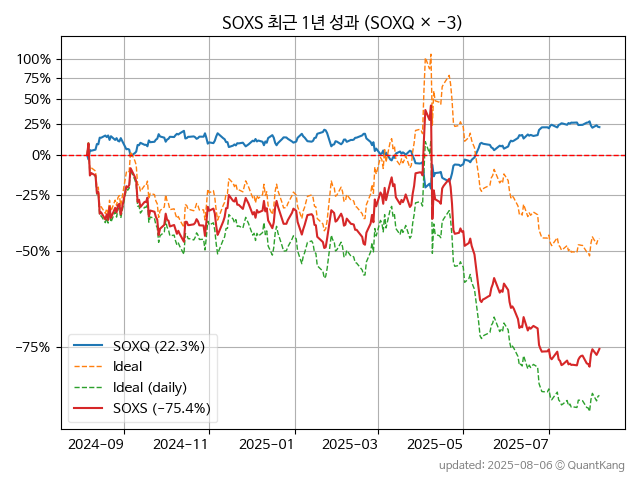 SOXS 최근 1년 성과 (SOXQ × −3)
100%
75%
50%
25%
0%
−25%
−50%
−75%
SOXQ (22.3%)
Ideal
Ideal (daily)
SOXS (−75.4%)
2024-09 2024-11 2025-01 2025-03 2025-05 2025-07
updated: 2025-08-06 © QuantKang